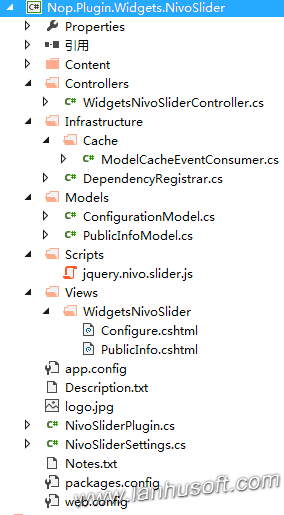 Nop.Plugin.Widgets.NivoSlider
Properties
引用
Content
Controllers
WidgetsNivoSliderController.cs
Infrastructure
Cache
ModelCacheEventConsumer.cs
DependencyRegistrar.cs
Models
ConfigurationModel.cs
PublicInfoModel.cs
Scripts
jquery.nivo.slider.js
Views
WidgetsNivoSlider
Configure.cshtml
PublicInfo.cshtml
app.config
Description.txt
logo.jpg
NivoSliderPlugin.cs
NivoSliderSettings.cs
Notes.txt
packages.config
web.config
www.lanhusoft.com